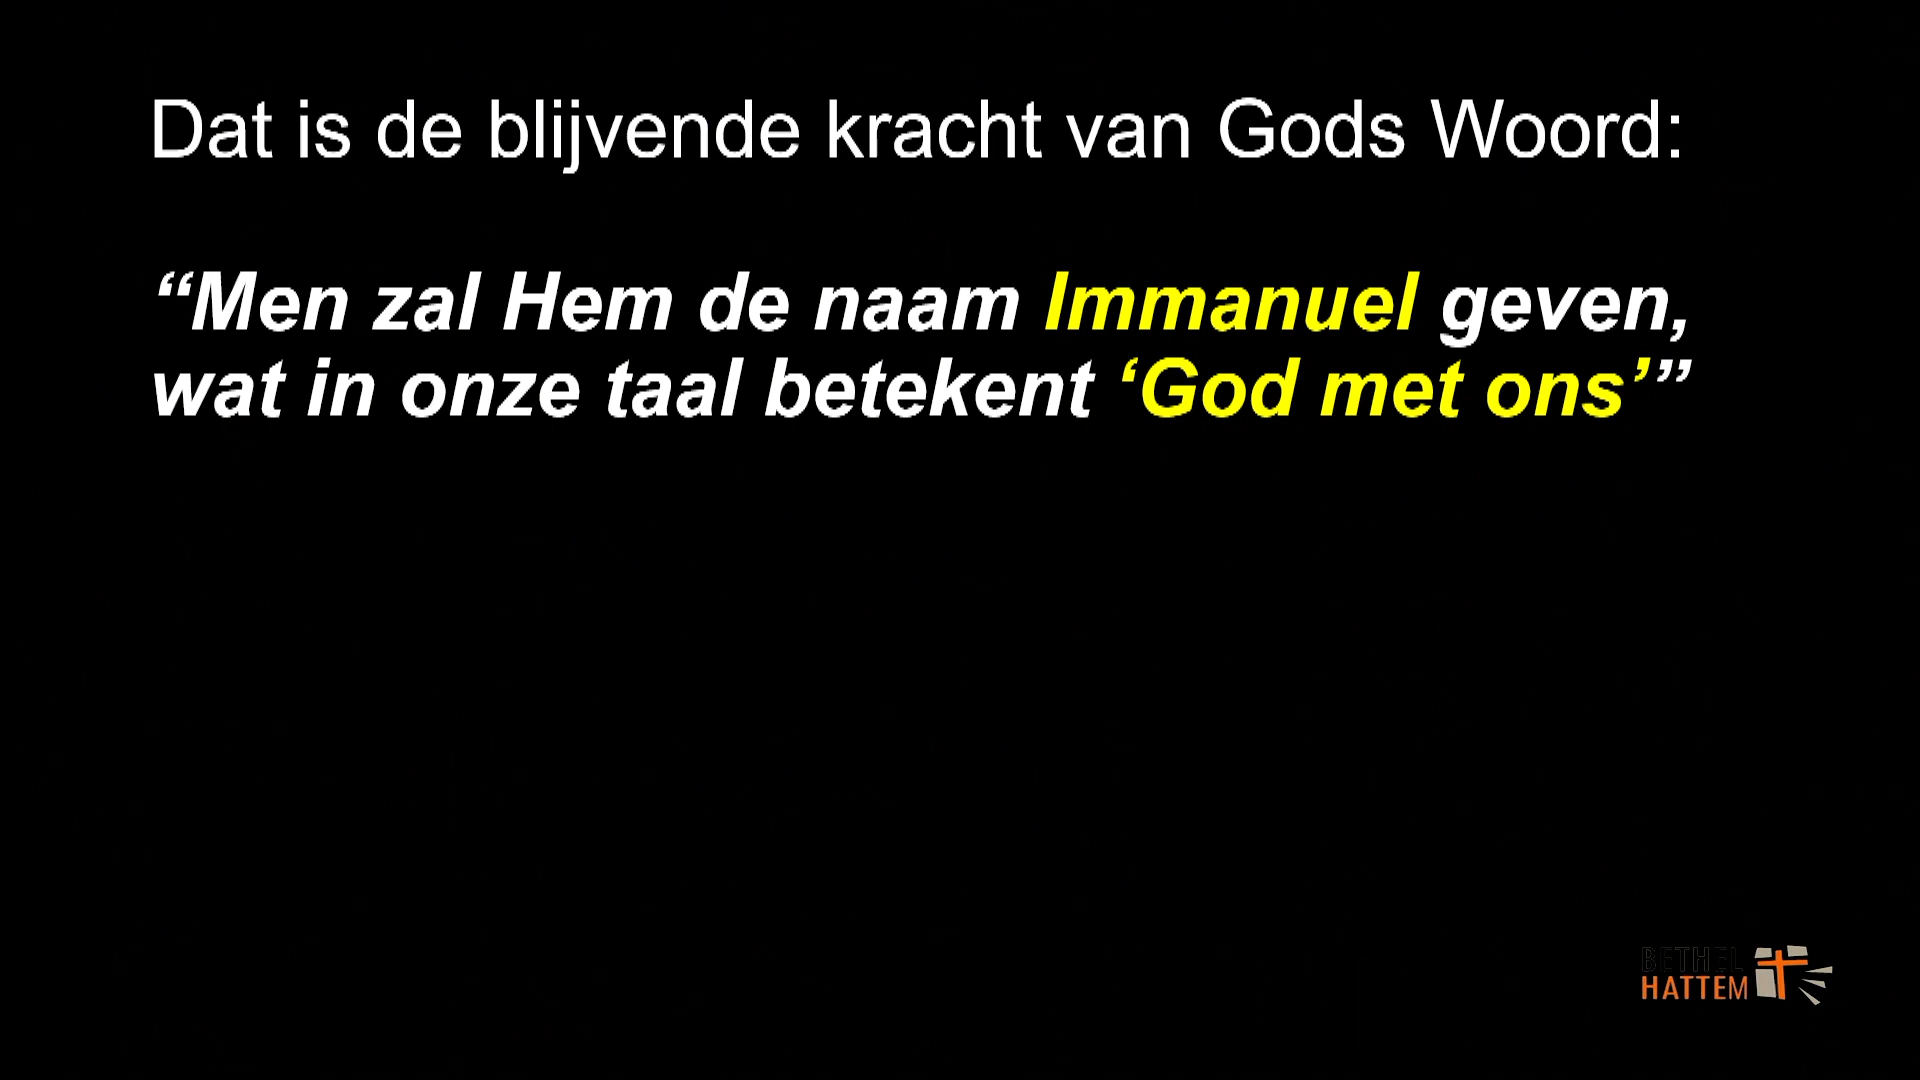 Dat is de blijvende kracht van Gods Woord:
“Men zal Hem de naam Immanuel geven,
wat in onze taal betekent ‘God met ons’”
BETHEL
HATTEM